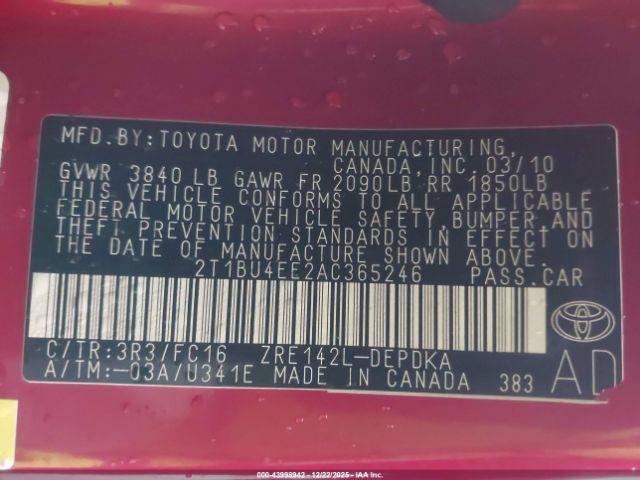 MFD. BY: TOYOTA MOTOR MANUFACTURING,
CANADA, INC. 03/10
GVWR 3840 LB GAWR FR 2090LB RR 1850LB
THIS VEHICLE CONFORMS TO ALL APPLICABLE
FEDERAL MOTOR VEHICLE SAFETY, BUMPER AND
THEFT PREVENTION STANDARDS IN EFFECT ON
THE DATE OF MANUFACTURE SHOWN ABOVE.
2T1BU4EE2AC365246 PASS. CAR
C/TR: 3R3/FC16 ZRE142L-DEPDKA
A/TM: -03A/U341E MADE IN CANADA 383
AD
000-43998942 - 12/22/2025 - IAA Inc.